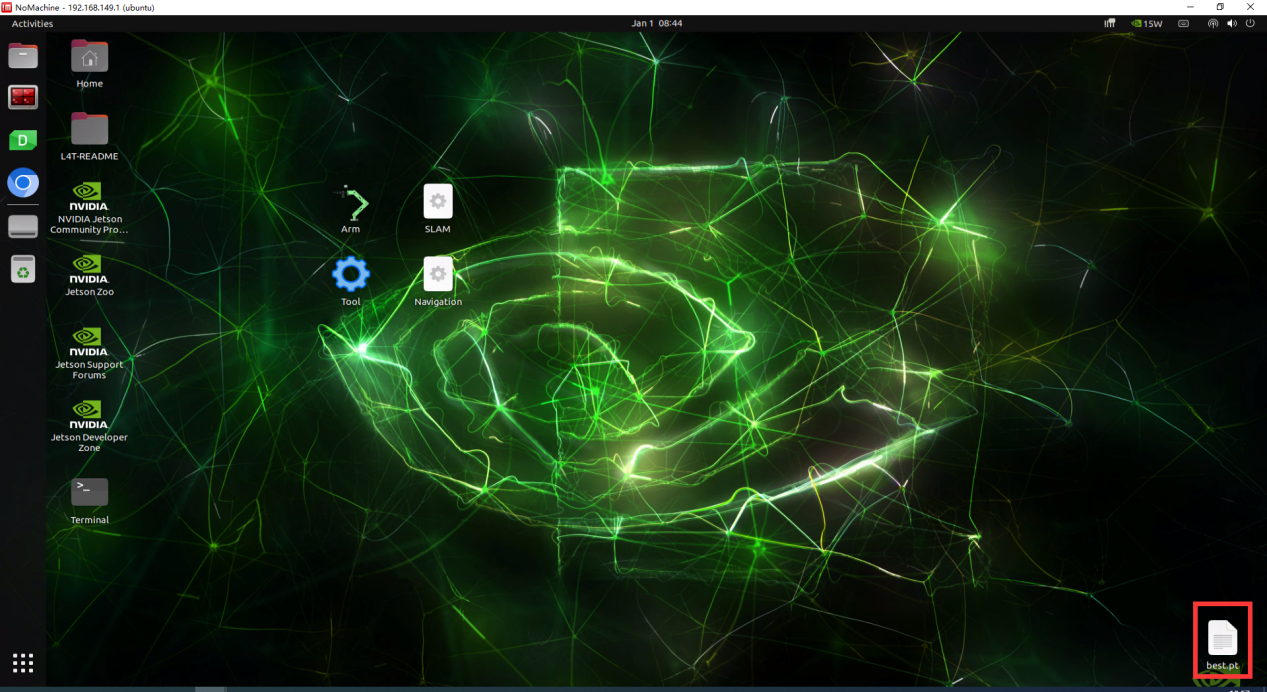 NoMachine - 192.168.149.1 (ubuntu)
Activities
Jan 1 08:44
15W
Home
L4T-README
NVIDIA.
NVIDIA Jetson
Community Pro...
NVIDIA.
Jetson Zoo
NVIDIA.
Jetson Support
Forums
NVIDIA.
Jetson Developer
Zone
>_
Terminal
D
Arm
SLAM
Tool
Navigation
best.pt